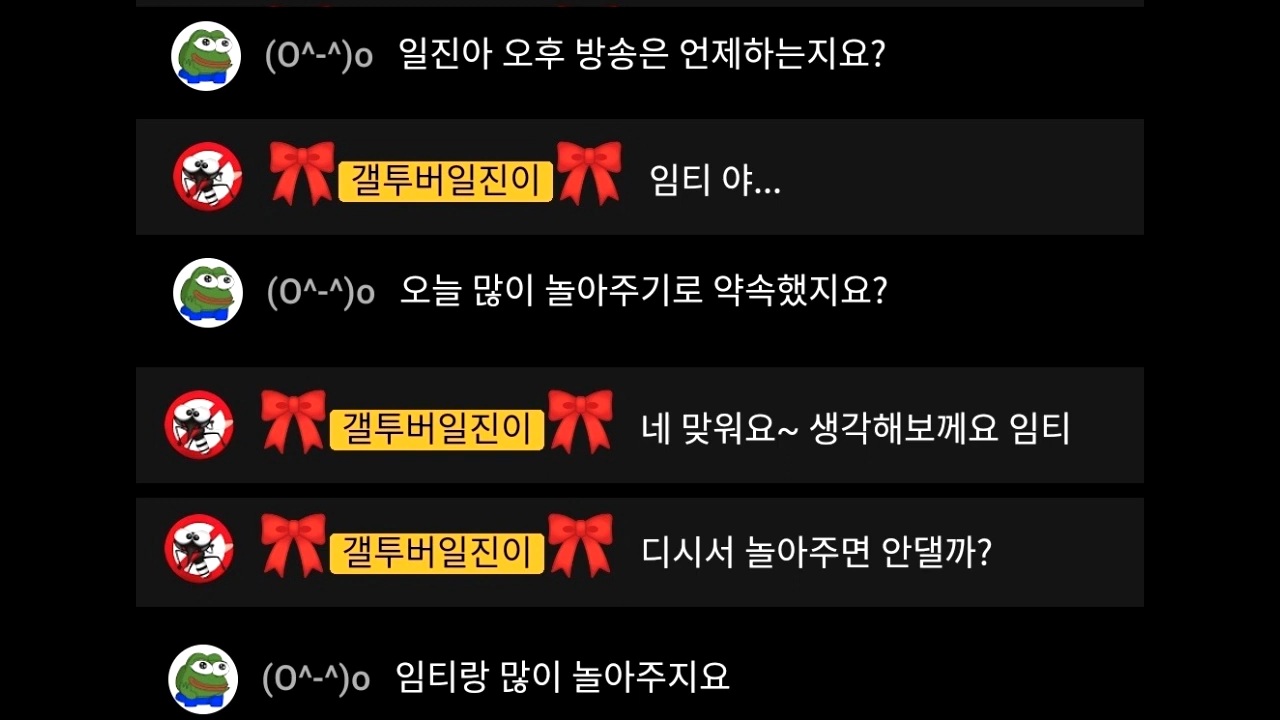 (O^-^)o 일진아 오후 방송은 언제하는지요?
갤투버일진이 임티 야...
(O^-^)o 오늘 많이 놀아주기로 약속했지요?
갤투버일진이 네 맞워요~ 생각해보께요 임티
갤투버일진이 디시서 놀아주면 안댈까?
(O^-^)o 임티랑 많이 놀아주지요